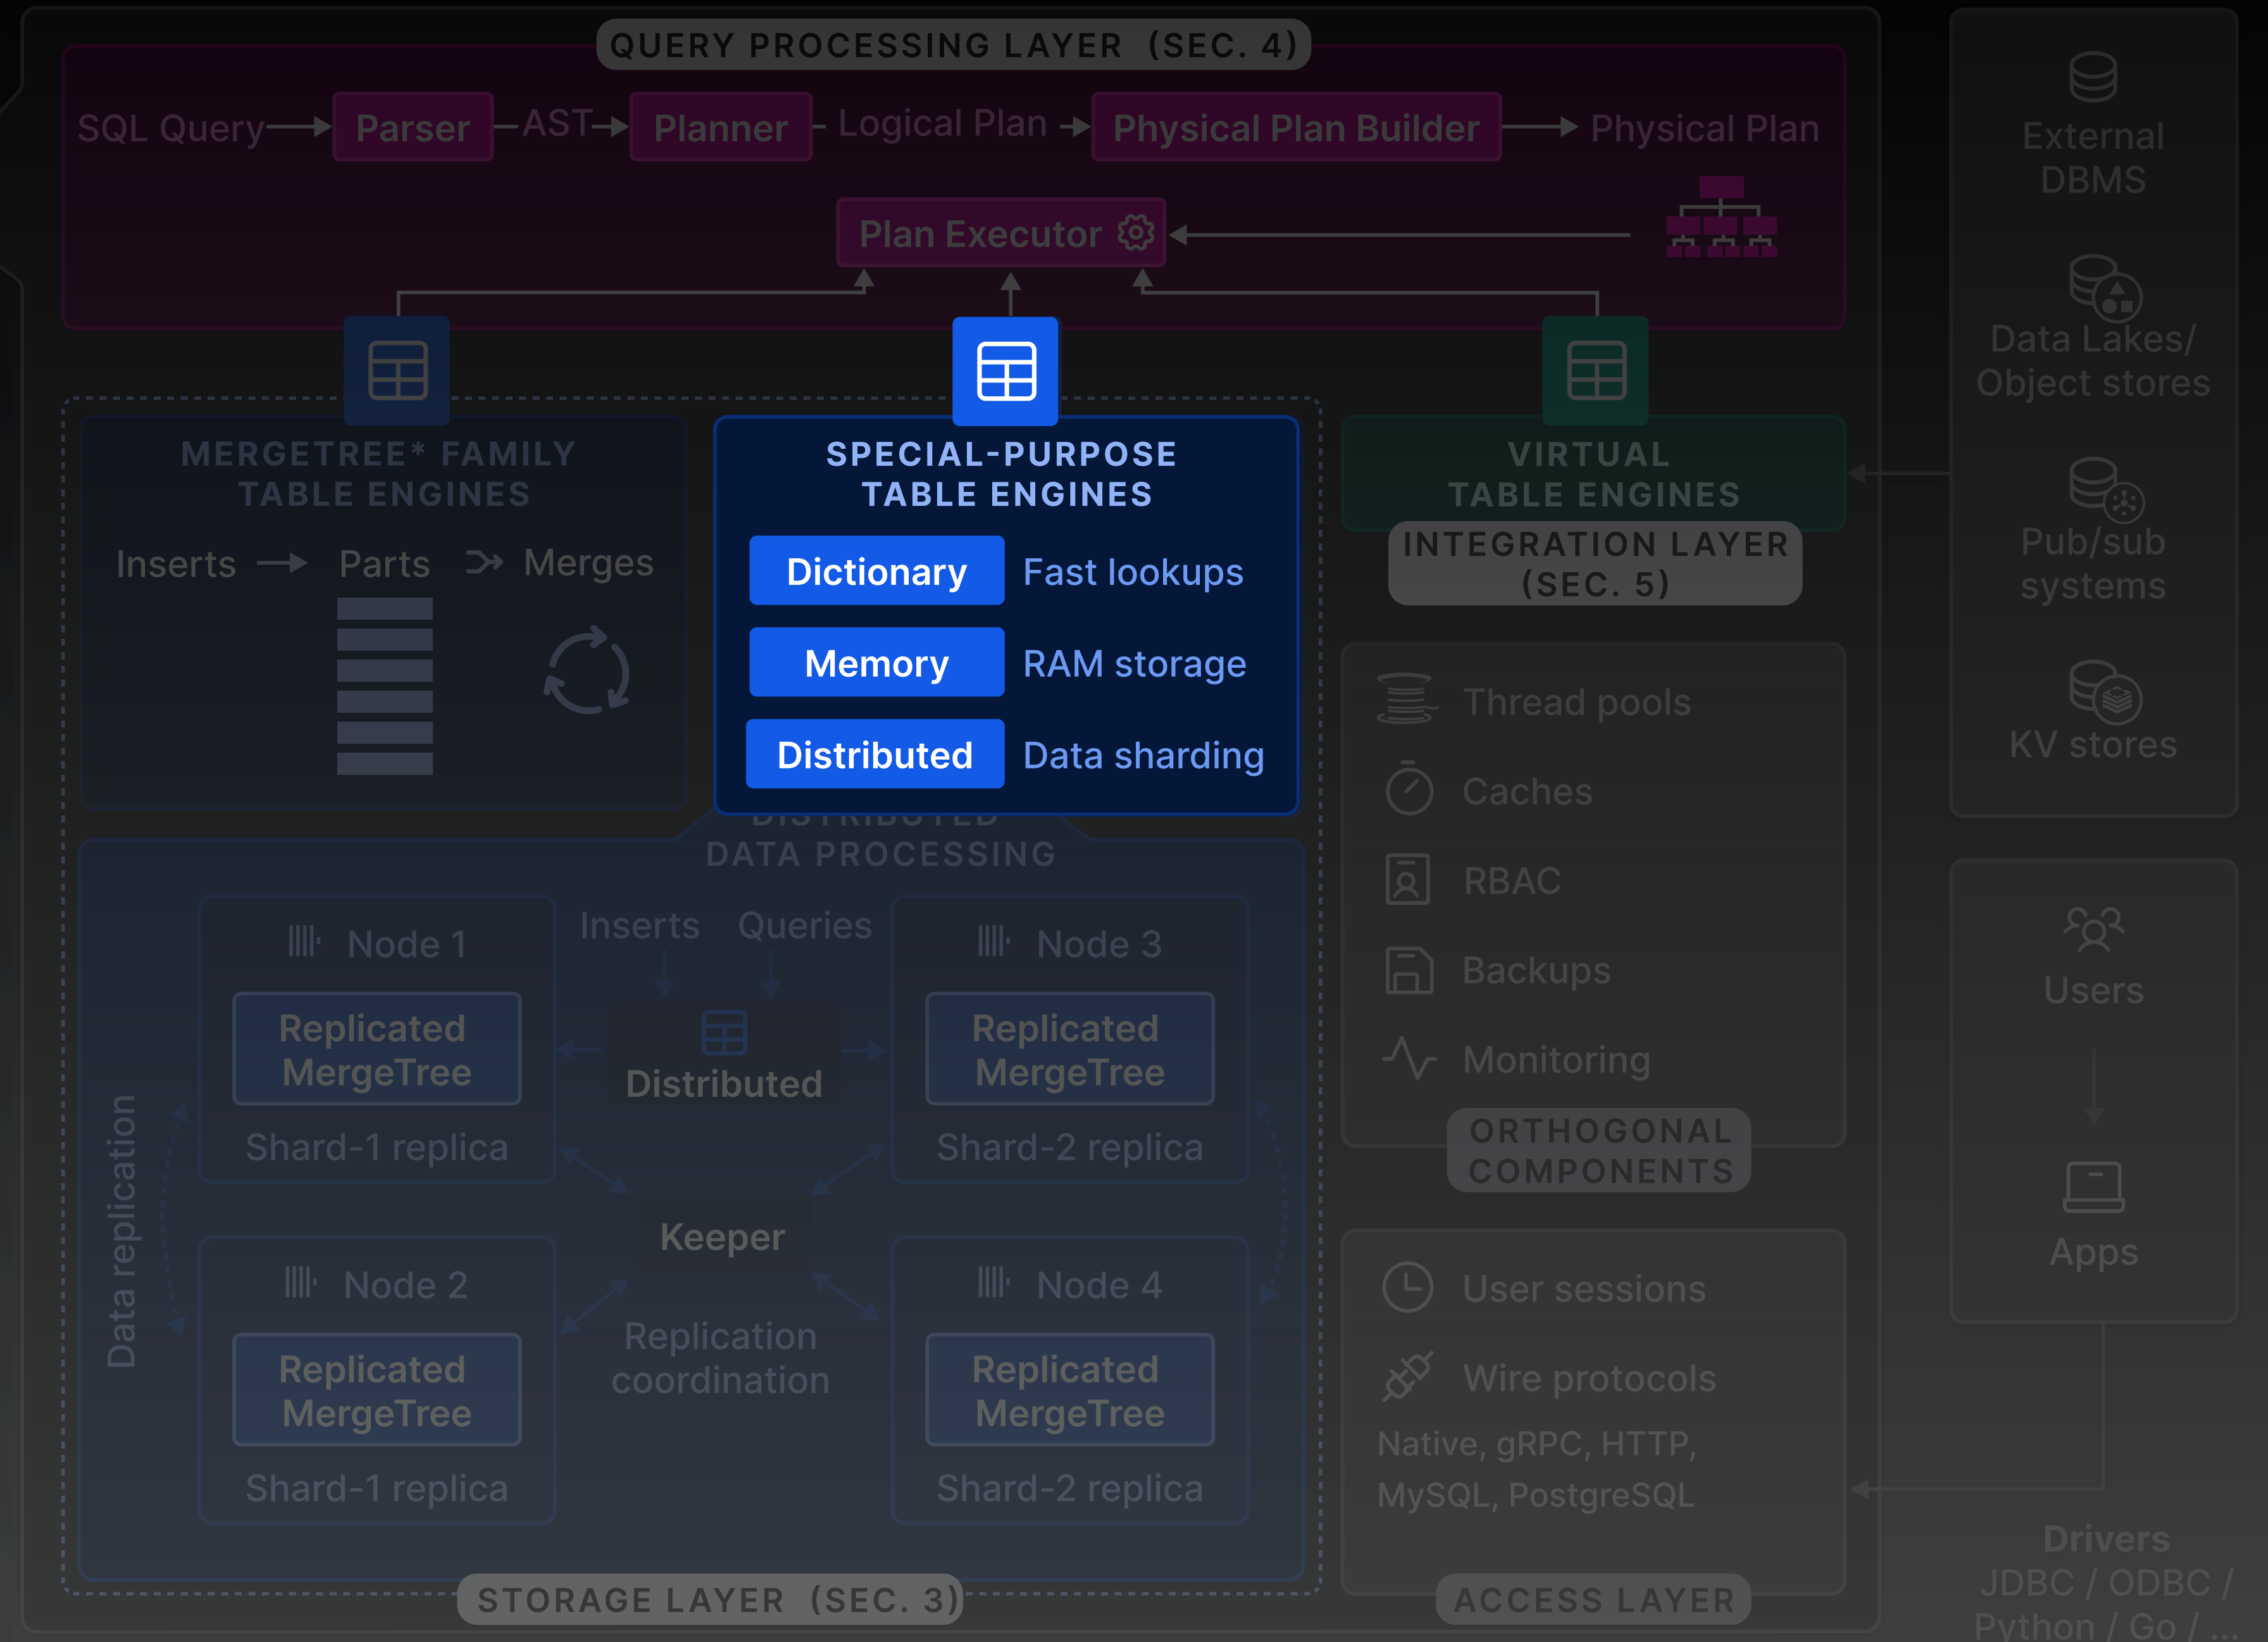 QUERY PROCESSING LAYER (SEC. 4)
SQL Query
Parser
AST
Planner
Logical Plan
Physical Plan Builder
Physical Plan
Plan Executor
MERGETREE* FAMILY
TABLE ENGINES
Inserts
Parts
Merges
SPECIAL-PURPOSE
TABLE ENGINES
Dictionary
Fast lookups
Memory
RAM storage
Distributed
Data sharding
VIRTUAL
TABLE ENGINES
INTEGRATION LAYER
(SEC. 5)
DISTRIBUTED
DATA PROCESSING
Data replication
Node 1
Replicated
MergeTree
Shard-1 replica
Inserts
Queries
Distributed
Node 3
Replicated
MergeTree
Shard-2 replica
Keeper
Replication
coordination
Node 2
Replicated
MergeTree
Shard-1 replica
Node 4
Replicated
MergeTree
Shard-2 replica
STORAGE LAYER (SEC. 3)
Thread pools
Caches
RBAC
Backups
Monitoring
ORTHOGONAL
COMPONENTS
User sessions
Wire protocols
Native, gRPC, HTTP,
MySQL, PostgreSQL
ACCESS LAYER
External
DBMS
Data Lakes/
Object stores
Pub/sub
systems
KV stores
Users
Apps
Drivers
JDBC / ODBC /
Python / Go / ...